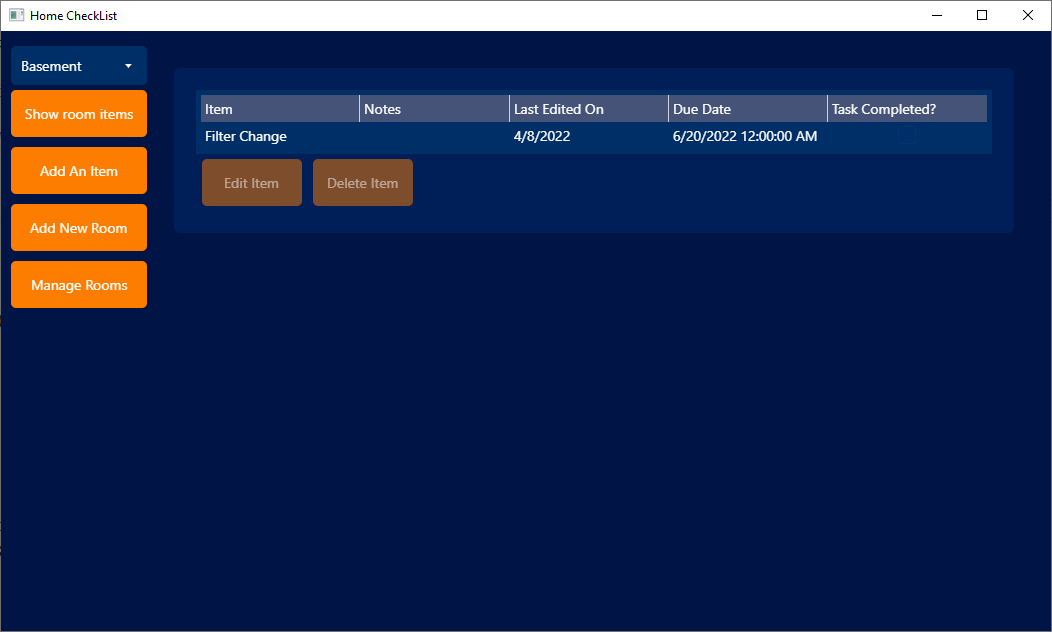 Home CheckList
Basement
Show room items
Add An Item
Add New Room
Manage Rooms
Item Notes Last Edited On Due Date Task Completed?
Filter Change 4/8/2022 6/20/2022 12:00:00 AM
Edit Item Delete Item